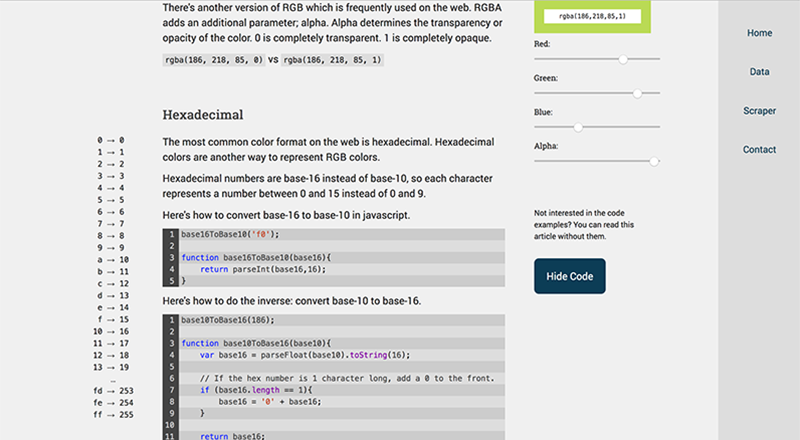 There's another version of RGB which is frequently used on the web. RGBA
adds an additional parameter; alpha. Alpha determines the transparency or
opacity of the color. 0 is completely transparent. 1 is completely opaque.
rgba(186, 218, 85, 0) vs rgba(186, 218, 85, 1)
Hexadecimal
The most common color format on the web is hexadecimal. Hexadecimal
colors are another way to represent RGB colors.
Hexadecimal numbers are base-16 instead of base-10, so each character
represents a number between 0 and 15 instead of 0 and 9.
Here's how to convert base-16 to base-10 in javascript.
1 base16ToBase10('f0');
2
3 function base16ToBase10(base16){
4 return parseInt(base16,16);
5 }
Here's how to do the inverse: convert base-10 to base-16.
1 base10ToBase16(186);
2
3 function base10ToBase16(base10){
4 var base16 = parseFloat(base10).toString(16);
5
6 // If the hex number is 1 character long, add a 0 to the front.
7 if (base16.length == 1){
8 base16 = '0' + base16;
9 }
10
11 return base16;
0 → 0
1 → 1
2 → 2
3 → 3
4 → 4
5 → 5
6 → 6
7 → 7
8 → 8
9 → 9
a → 10
b → 11
c → 12
d → 13
e → 14
f → 15
10 → 16
11 → 17
12 → 18
13 → 19
…
fd → 253
fe → 254
ff → 255
rgba(186,218,85,1)
Red:
Green:
Blue:
Alpha:
Not interested in the code
examples? You can read this
article without them.
Hide Code
Home
Data
Scraper
Contact